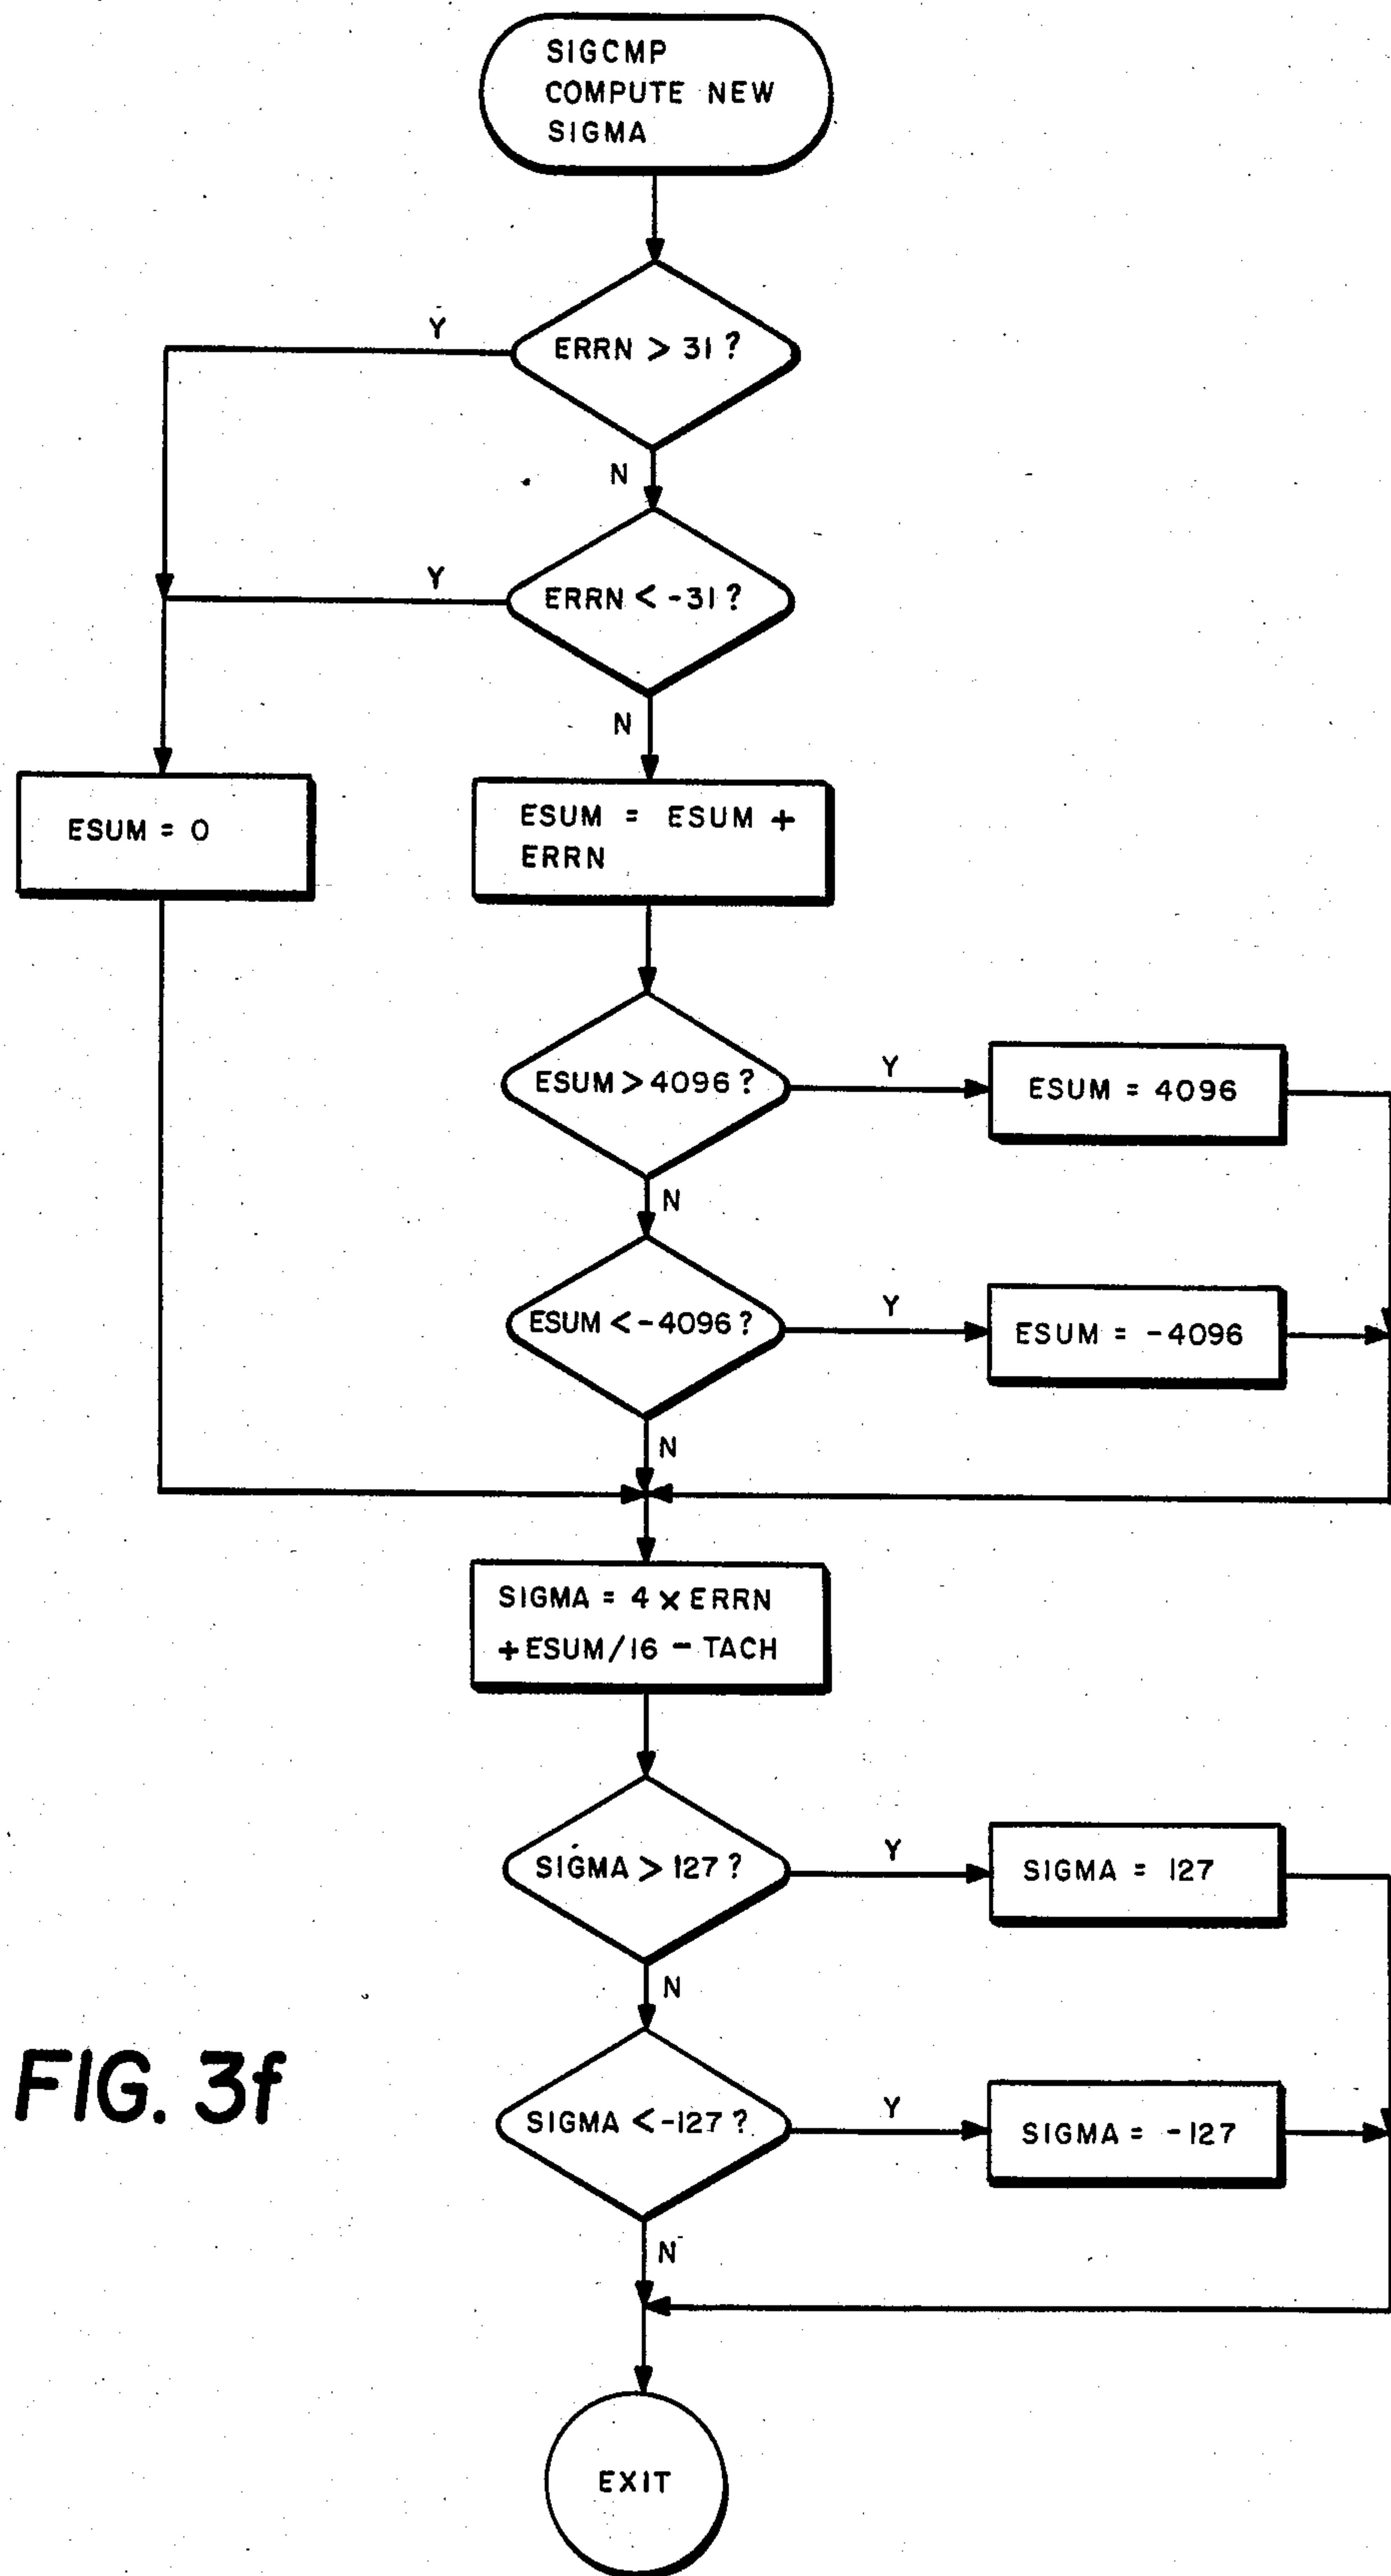 SIGCMP
COMPUTE NEW
SIGMA
ERRN > 31 ?
Y
N
ERRN < -31 ?
Y
N
ESUM = 0
ESUM = ESUM +
ERRN
ESUM > 4096 ?
Y
ESUM = 4096
N
ESUM < -4096 ?
Y
ESUM = -4096
N
SIGMA = 4 × ERRN
+ ESUM/16 - TACH
SIGMA > 127 ?
Y
SIGMA = 127
N
SIGMA < -127 ?
Y
SIGMA = -127
N
EXIT
FIG. 3f